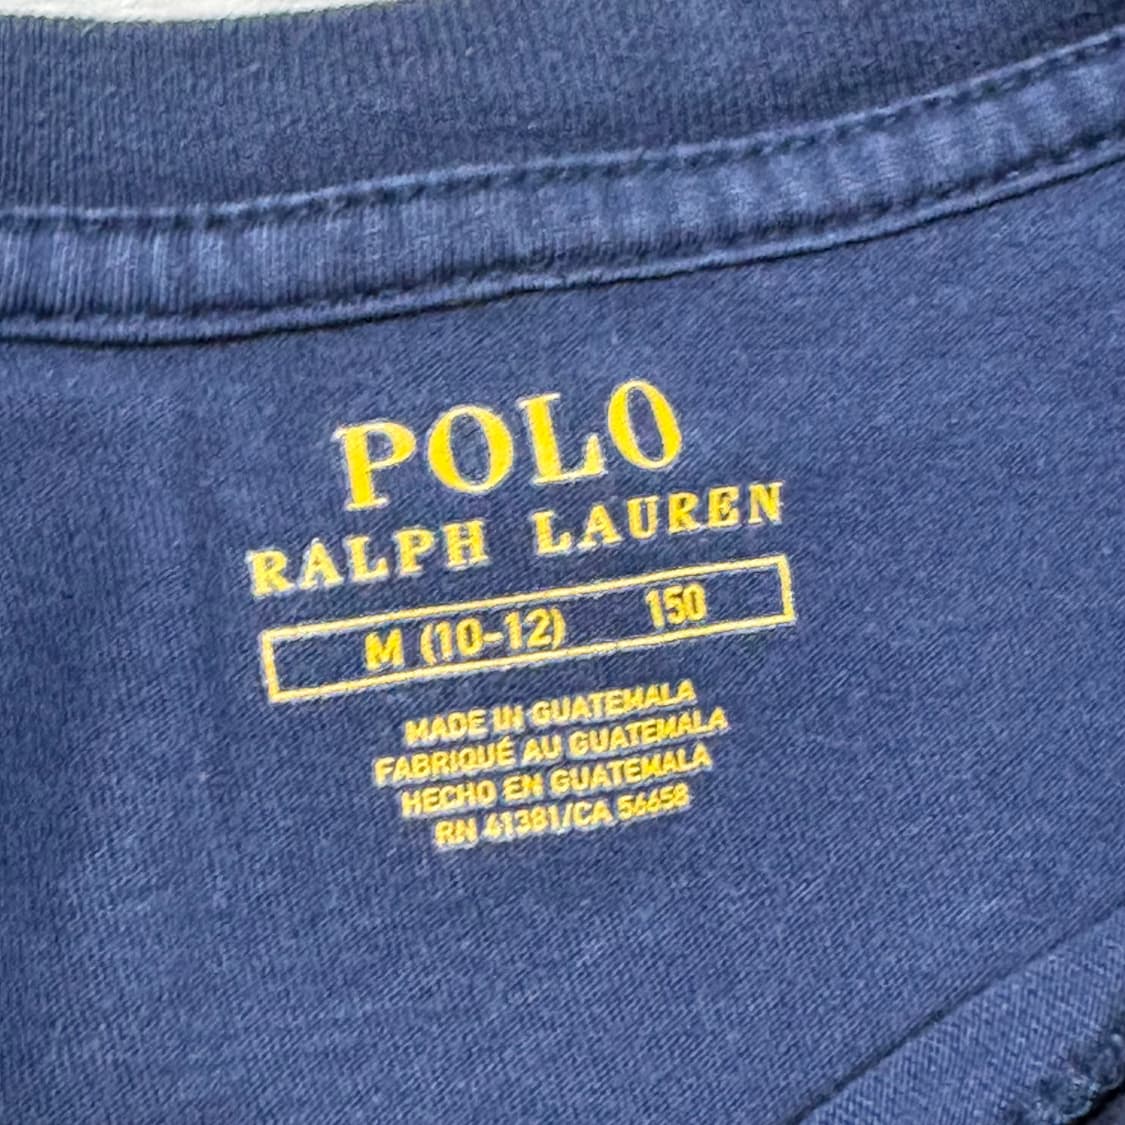 POLO
RALPH LAUREN
M (10-12) 150
MADE IN GUATEMALA
FABRIQUÉ AU GUATEMALA
HECHO EN GUATEMALA
RN 41381/CA 56658